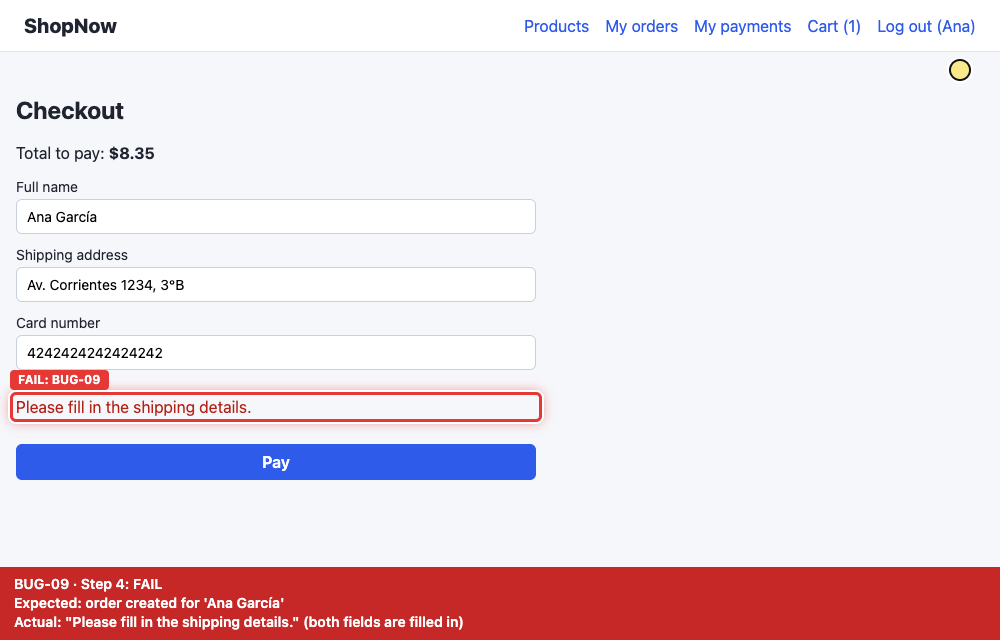 ShopNow
Products My orders My payments Cart (1) Log out (Ana)
Checkout
Total to pay: $8.35
Full name
Ana García
Shipping address
Av. Corrientes 1234, 3°B
Card number
4242424242424242
FAIL: BUG-09
Please fill in the shipping details.
Pay
BUG-09 · Step 4: FAIL
Expected: order created for 'Ana García'
Actual: "Please fill in the shipping details." (both fields are filled in)